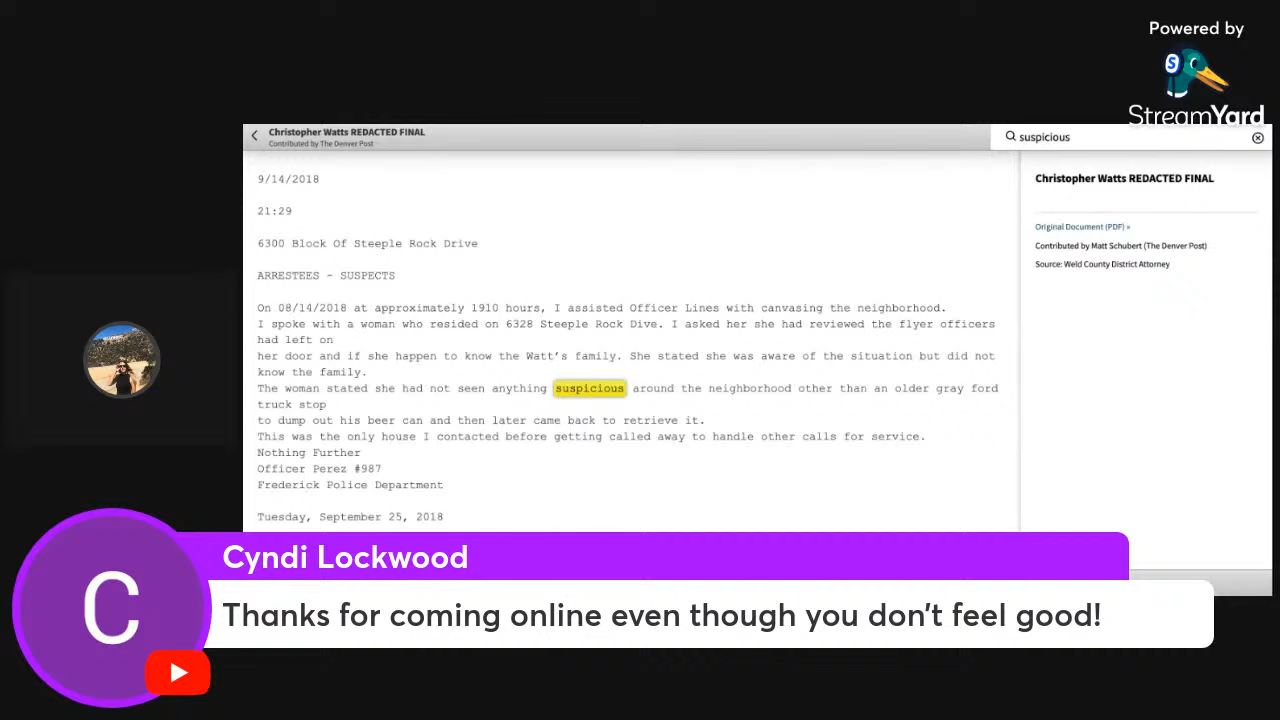 Powered by
S
StreamYard
Christopher Watts REDACTED FINAL
Contributed by The Denver Post
suspicious
9/14/2018
21:29
6300 Block Of Steeple Rock Drive
ARRESTEES - SUSPECTS
On 08/14/2018 at approximately 1910 hours, I assisted Officer Lines with canvasing the neighborhood.
I spoke with a woman who resided on 6328 Steeple Rock Dive. I asked her she had reviewed the flyer officers
had left on
her door and if she happen to know the Watt's family. She stated she was aware of the situation but did not
know the family.
The woman stated she had not seen anything suspicious around the neighborhood other than an older gray ford
truck stop
to dump out his beer can and then later came back to retrieve it.
This was the only house I contacted before getting called away to handle other calls for service.
Nothing Further
Officer Perez #987
Frederick Police Department
Tuesday, September 25, 2018
Christopher Watts REDACTED FINAL
Original Document (PDF) »
Contributed by Matt Schubert (The Denver Post)
Source: Weld County District Attorney
C
Cyndi Lockwood
Thanks for coming online even though you don't feel good!